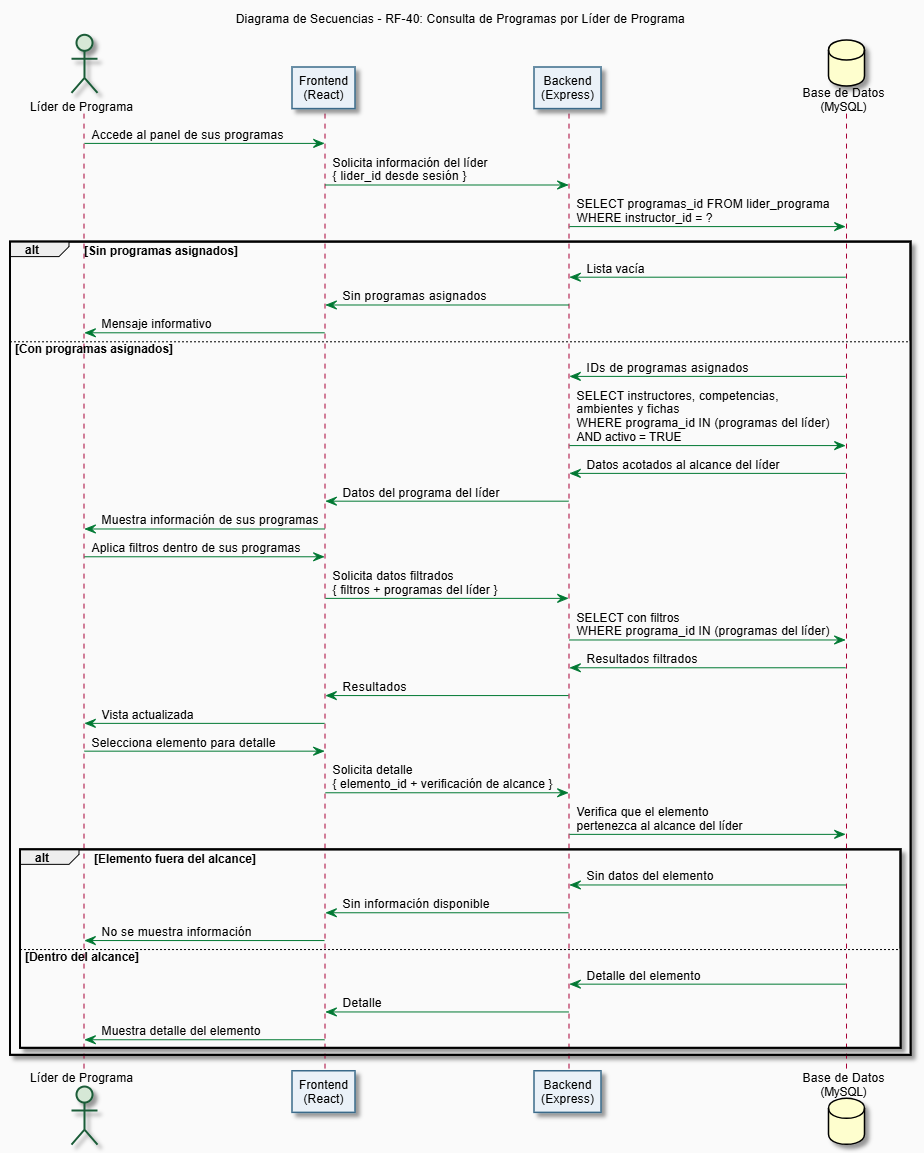 Diagrama de Secuencias - RF-40: Consulta de Programas por Líder de Programa
Líder de Programa
Frontend
(React)
Backend
(Express)
Base de Datos
(MySQL)
Accede al panel de sus programas
Solicita información del líder
{ lider_id desde sesión }
SELECT programas_id FROM lider_programa
WHERE instructor_id = ?
alt
[Sin programas asignados]
Lista vacía
Sin programas asignados
Mensaje informativo
[Con programas asignados]
IDs de programas asignados
SELECT instructores, competencias,
ambientes y fichas
WHERE programa_id IN (programas del líder)
AND activo = TRUE
Datos acotados al alcance del líder
Datos del programa del líder
Muestra información de sus programas
Aplica filtros dentro de sus programas
Solicita datos filtrados
{ filtros + programas del líder }
SELECT con filtros
WHERE programa_id IN (programas del líder)
Resultados filtrados
Resultados
Vista actualizada
Selecciona elemento para detalle
Solicita detalle
{ elemento_id + verificación de alcance }
Verifica que el elemento
pertenezca al alcance del líder
alt
[Elemento fuera del alcance]
Sin datos del elemento
Sin información disponible
No se muestra información
[Dentro del alcance]
Detalle del elemento
Detalle
Muestra detalle del elemento
Líder de Programa
Frontend
(React)
Backend
(Express)
Base de Datos
(MySQL)